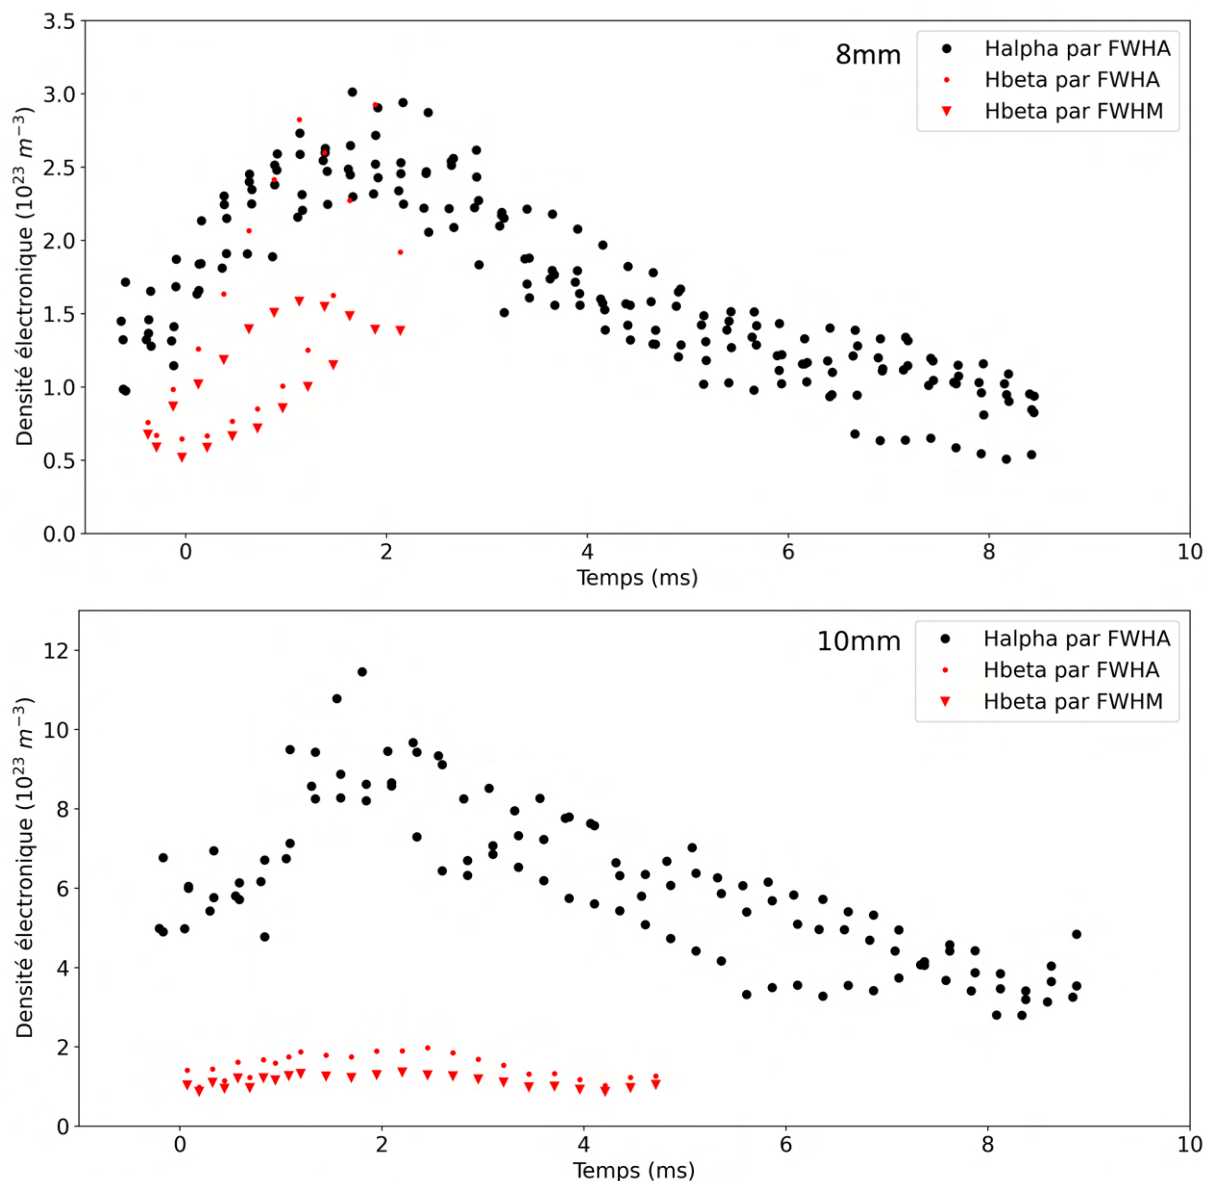 3.5
3.0
2.5
2.0
1.5
1.0
0.5
0.0
Densité électronique (10²³ m⁻³)
8mm
Halpha par FWHA
Hbeta par FWHA
Hbeta par FWHM
0 2 4 6 8 10
Temps (ms)
12
10
8
6
4
2
0
Densité électronique (10²³ m⁻³)
10mm
Halpha par FWHA
Hbeta par FWHA
Hbeta par FWHM
0 2 4 6 8 10
Temps (ms)